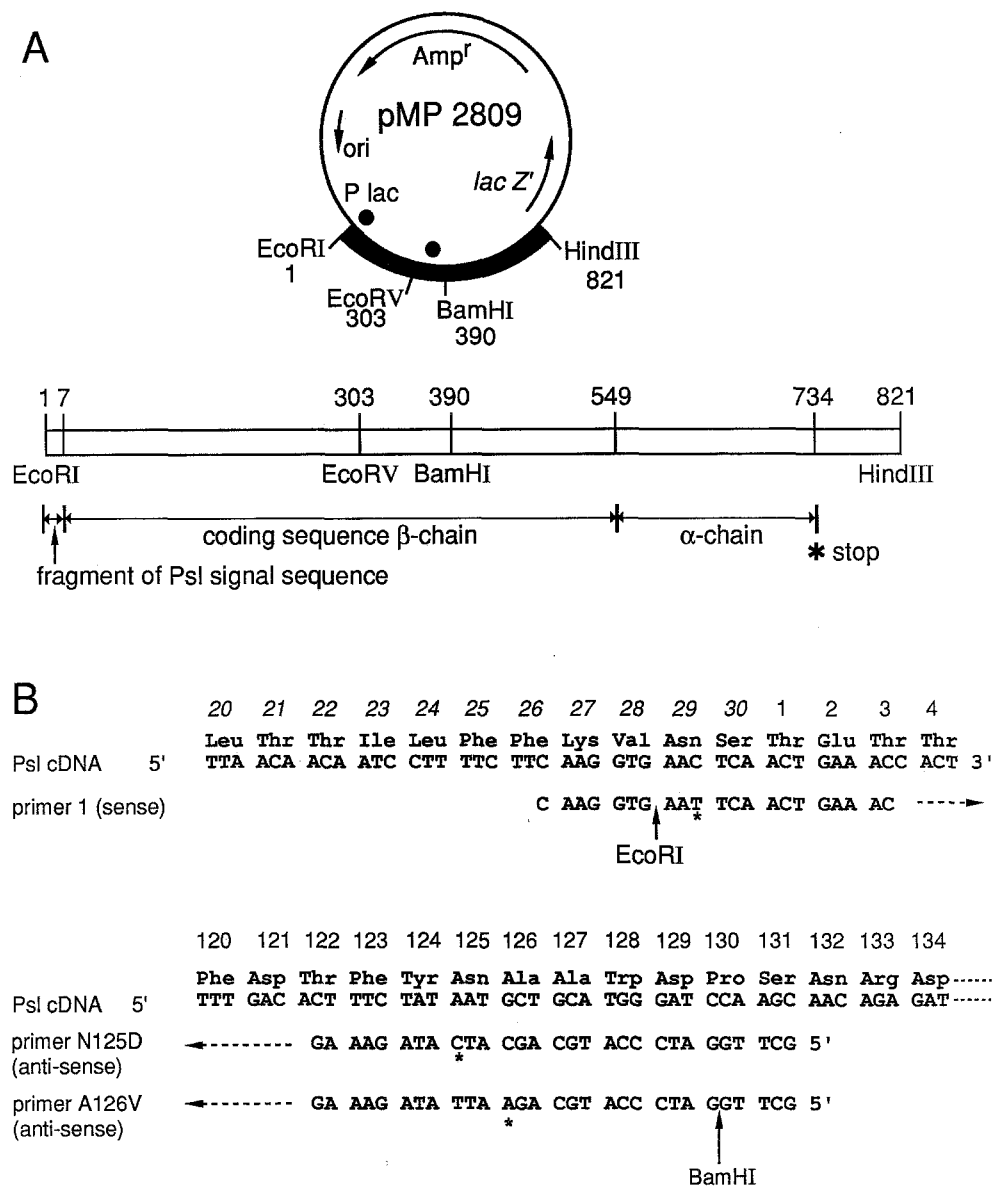 A
Ampʳ
pMP 2809
ori
P lac
lac Z'
EcoRI
1
HindIII
821
EcoRV
303
BamHI
390
1 7 303 390 549 734 821
EcoRI EcoRV BamHI HindIII
coding sequence β-chain α-chain
* stop
fragment of Psl signal sequence
B
20 21 22 23 24 25 26 27 28 29 30 1 2 3 4
Leu Thr Thr Ile Leu Phe Phe Lys Val Asn Ser Thr Glu Thr Thr
Psl cDNA 5' TTA ACA ACA ATC CTT TTC TTC AAG GTG AAC TCA ACT GAA ACC ACT 3'
primer 1 (sense) C AAG GTG AAT TCA ACT GAA AC
*
EcoRI
120 121 122 123 124 125 126 127 128 129 130 131 132 133 134
Phe Asp Thr Phe Tyr Asn Ala Ala Trp Asp Pro Ser Asn Arg Asp
Psl cDNA 5' TTT GAC ACT TTC TAT AAT GCT GCA TGG GAT CCA AGC AAC AGA GAT
primer N125D GA AAG ATA CTA CGA CGT ACC CTA GGT TCG 5'
(anti-sense)
*
primer A126V GA AAG ATA TTA AGA CGT ACC CTA GGT TCG 5'
(anti-sense)
*
BamHI